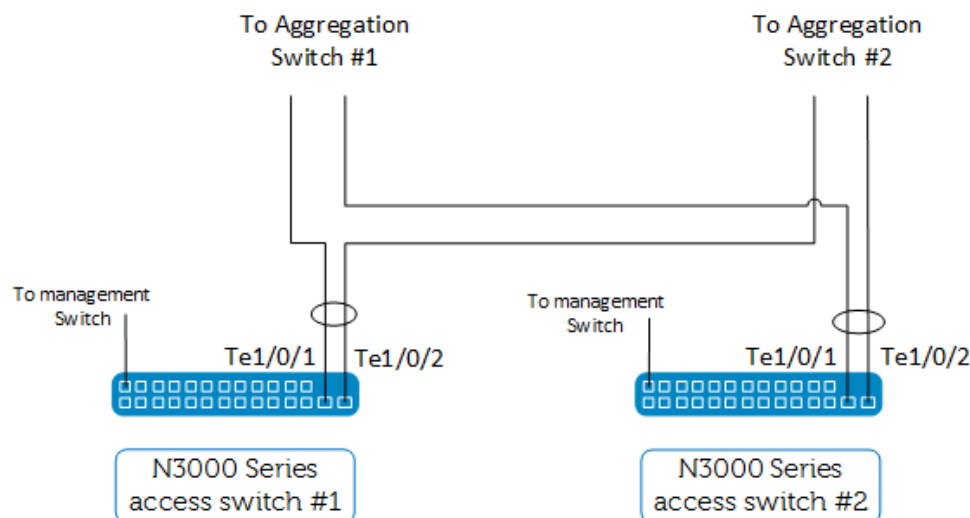 To Aggregation
Switch #1
To Aggregation
Switch #2
To management
Switch
Te1/0/1
Te1/0/2
To management
Switch
Te1/0/1
Te1/0/2
N3000 Series
access switch #1
N3000 Series
access switch #2